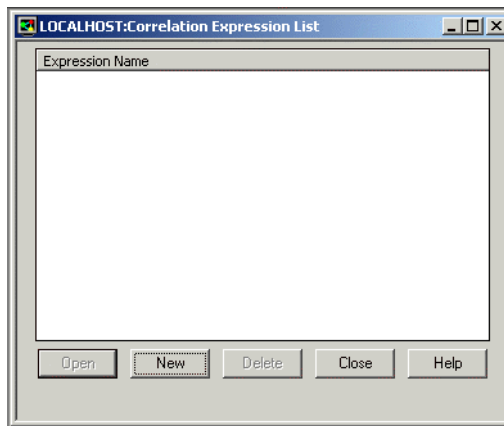 LOCALHOST:Correlation Expression List
Expression Name
Open New Delete Close Help